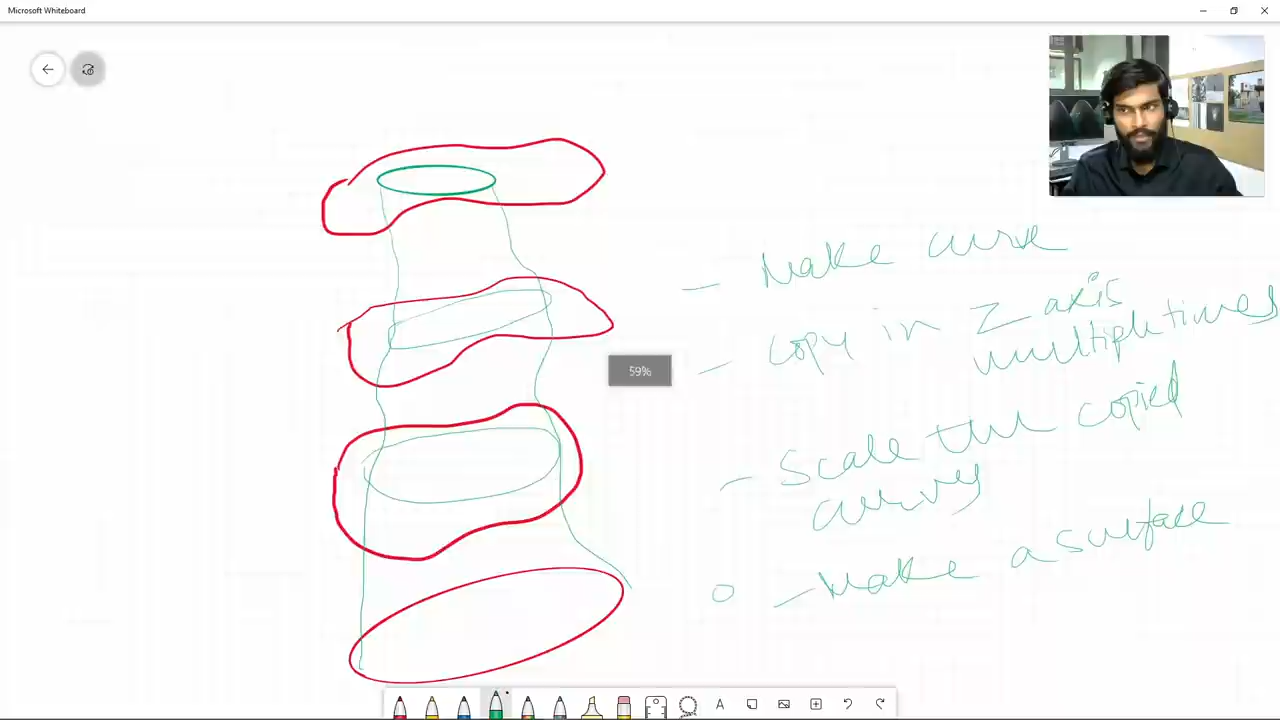 Microsoft Whiteboard
- Make curve
- Copy in Z axis
multiple times
59%
- Scale the copied
curves
- Make a surface